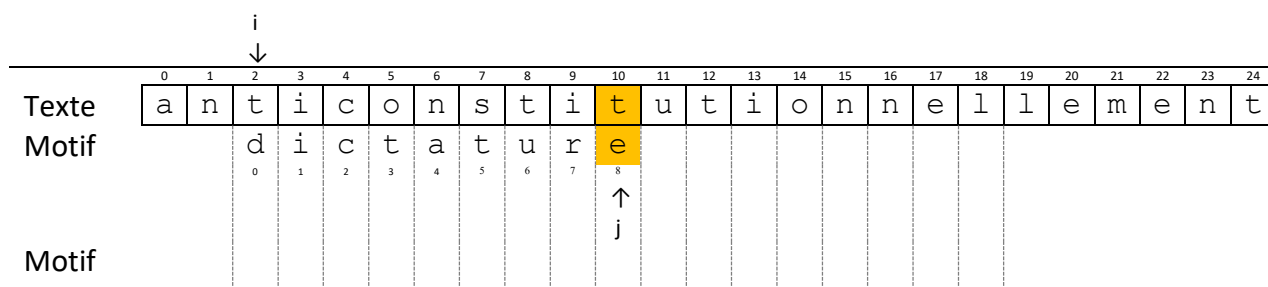 i
↓
0 1 2 3 4 5 6 7 8 9 10 11 12 13 14 15 16 17 18 19 20 21 22 23 24
Texte a n t i c o n s t i t u t i o n n e l l e m e n t
Motif d i c t a t u r e
0 1 2 3 4 5 6 7 8
↑
j
Motif